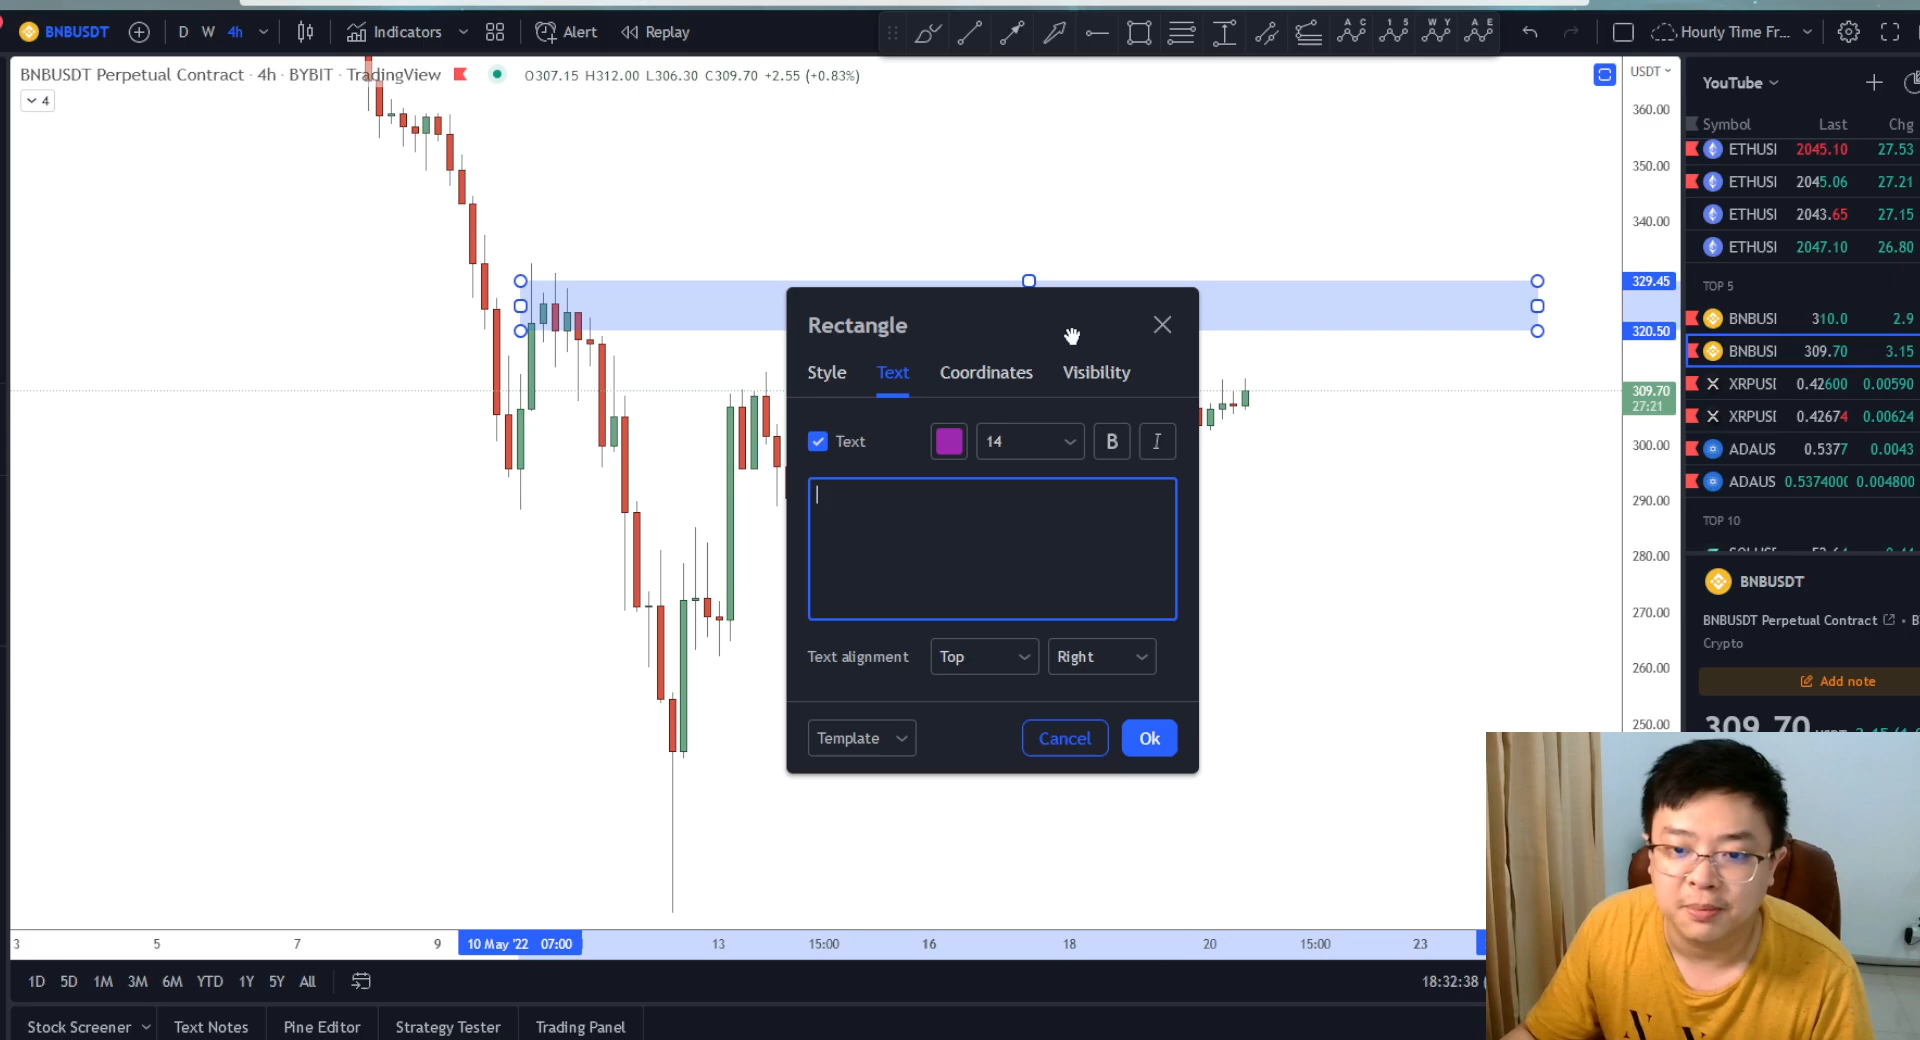 BNBUSDT D W 4h Indicators Alert Replay Hourly Time Fr...
BNBUSDT Perpetual Contract · 4h · BYBIT · TradingView O307.15 H312.00 L306.30 C309.70 +2.55 (+0.83%)
4
USDT
360.00
350.00
340.00
329.45
320.50
309.70
27:21
300.00
290.00
280.00
270.00
260.00
250.00
Rectangle
Style Text Coordinates Visibility
Text 14 B I
Text alignment Top Right
Template Cancel Ok
YouTube
Symbol Last Chg
ETHUSI 2045.10 27.53
ETHUSI 2045.06 27.21
ETHUSI 2043.65 27.15
ETHUSI 2047.10 26.80
TOP 5
BNBUSI 310.0 2.9
BNBUSI 309.70 3.15
XRPUSI 0.42600 0.00590
XRPUSI 0.42674 0.00624
ADAUS 0.5377 0.0043
ADAUS 0.537400 0.004800
TOP 10
BNBUSDT
BNBUSDT Perpetual Contract
Crypto
Add note
309.70
3 5 7 9 10 May '22 07:00 13 15:00 16 18 20 15:00 23
1D 5D 1M 3M 6M YTD 1Y 5Y All 18:32:38
Stock Screener Text Notes Pine Editor Strategy Tester Trading Panel